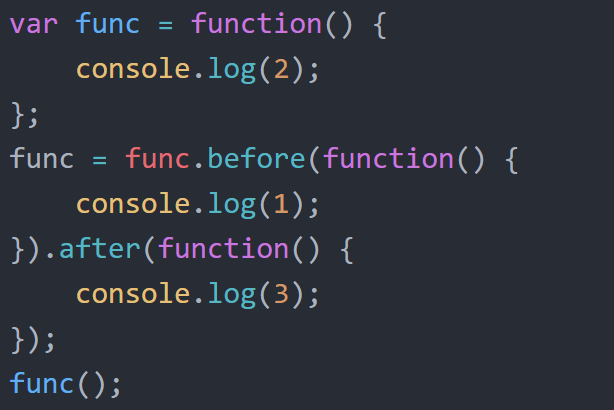 var func = function() {
    console.log(2);
};
func = func.before(function() {
    console.log(1);
}).after(function() {
    console.log(3);
});
func();